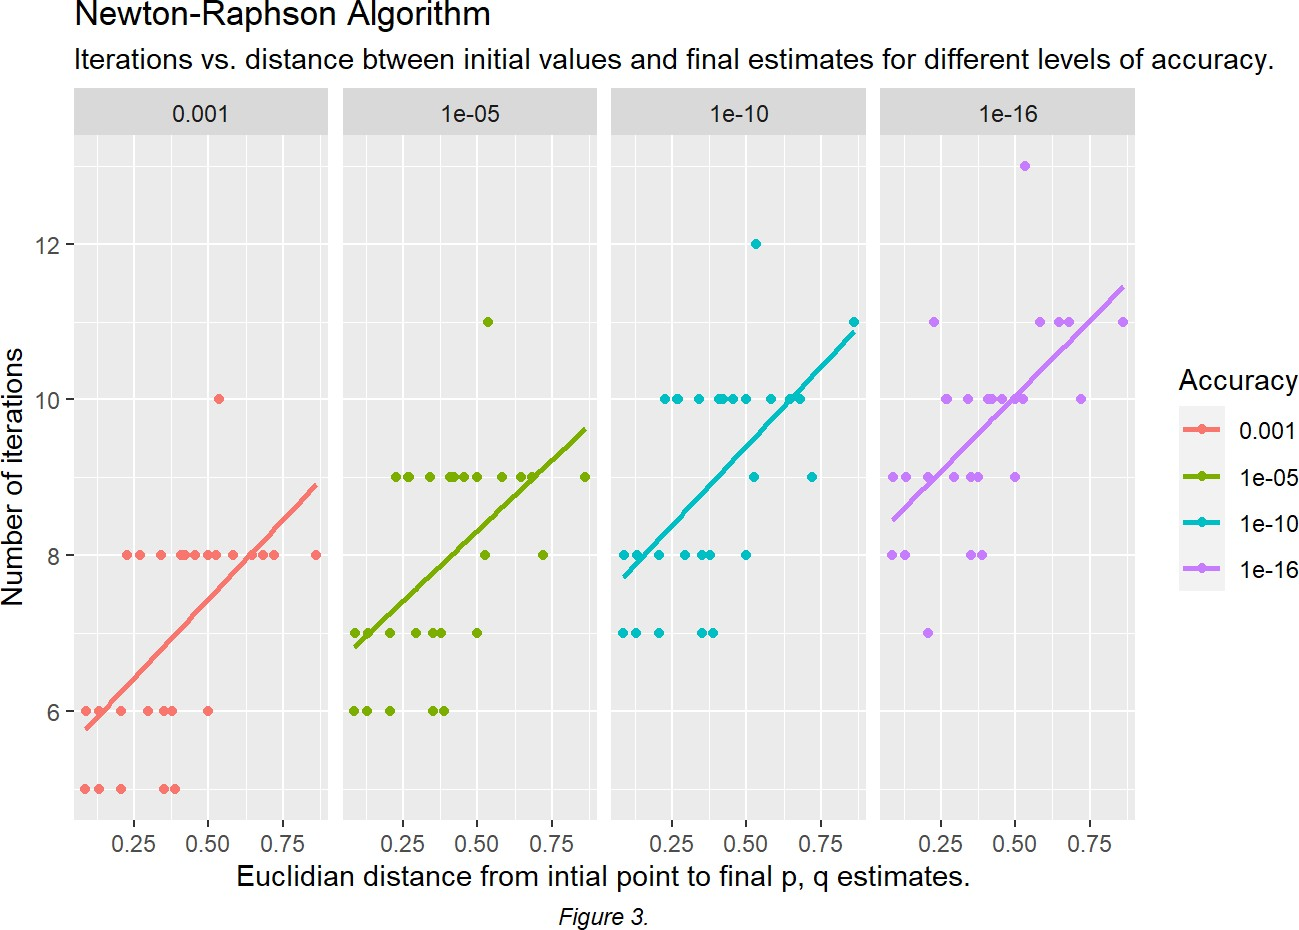 Newton-Raphson Algorithm
Iterations vs. distance btween initial values and final estimates for different levels of accuracy.
0.001 1e-05 1e-10 1e-16
12
10
8
6
Number of iterations
0.25 0.50 0.75 0.25 0.50 0.75 0.25 0.50 0.75 0.25 0.50 0.75
Euclidian distance from intial point to final p, q estimates.
Figure 3.
Accuracy
0.001
1e-05
1e-10
1e-16